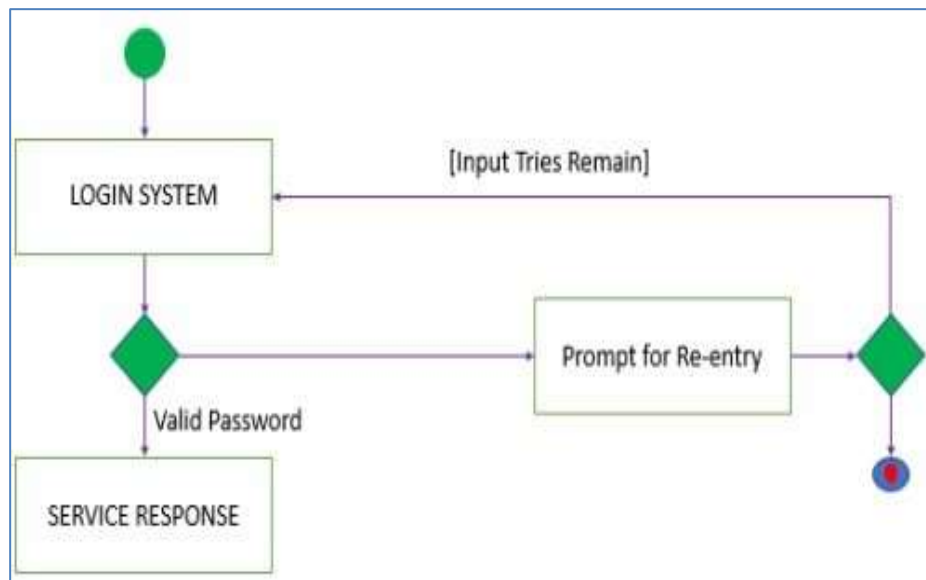 [Input Tries Remain]
LOGIN SYSTEM
Prompt for Re-entry
Valid Password
SERVICE RESPONSE